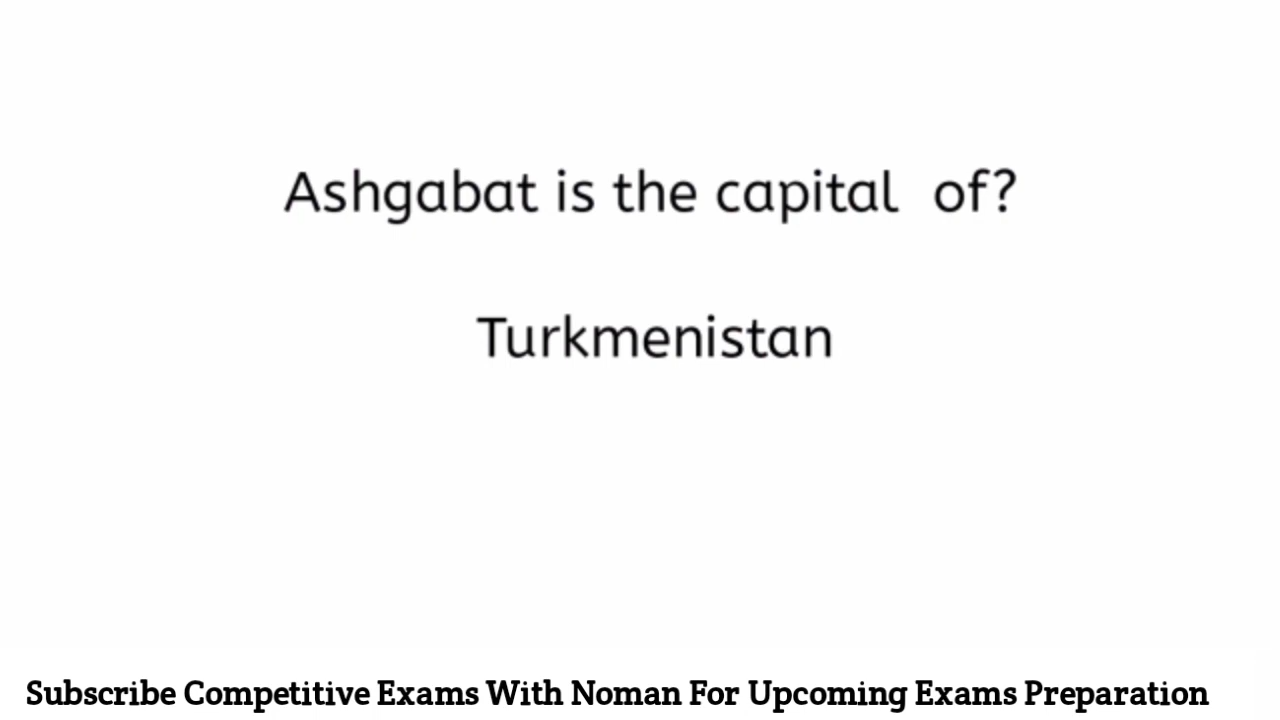 Ashgabat is the capital of?
Turkmenistan
Subscribe Competitive Exams With Noman For Upcoming Exams Preparation